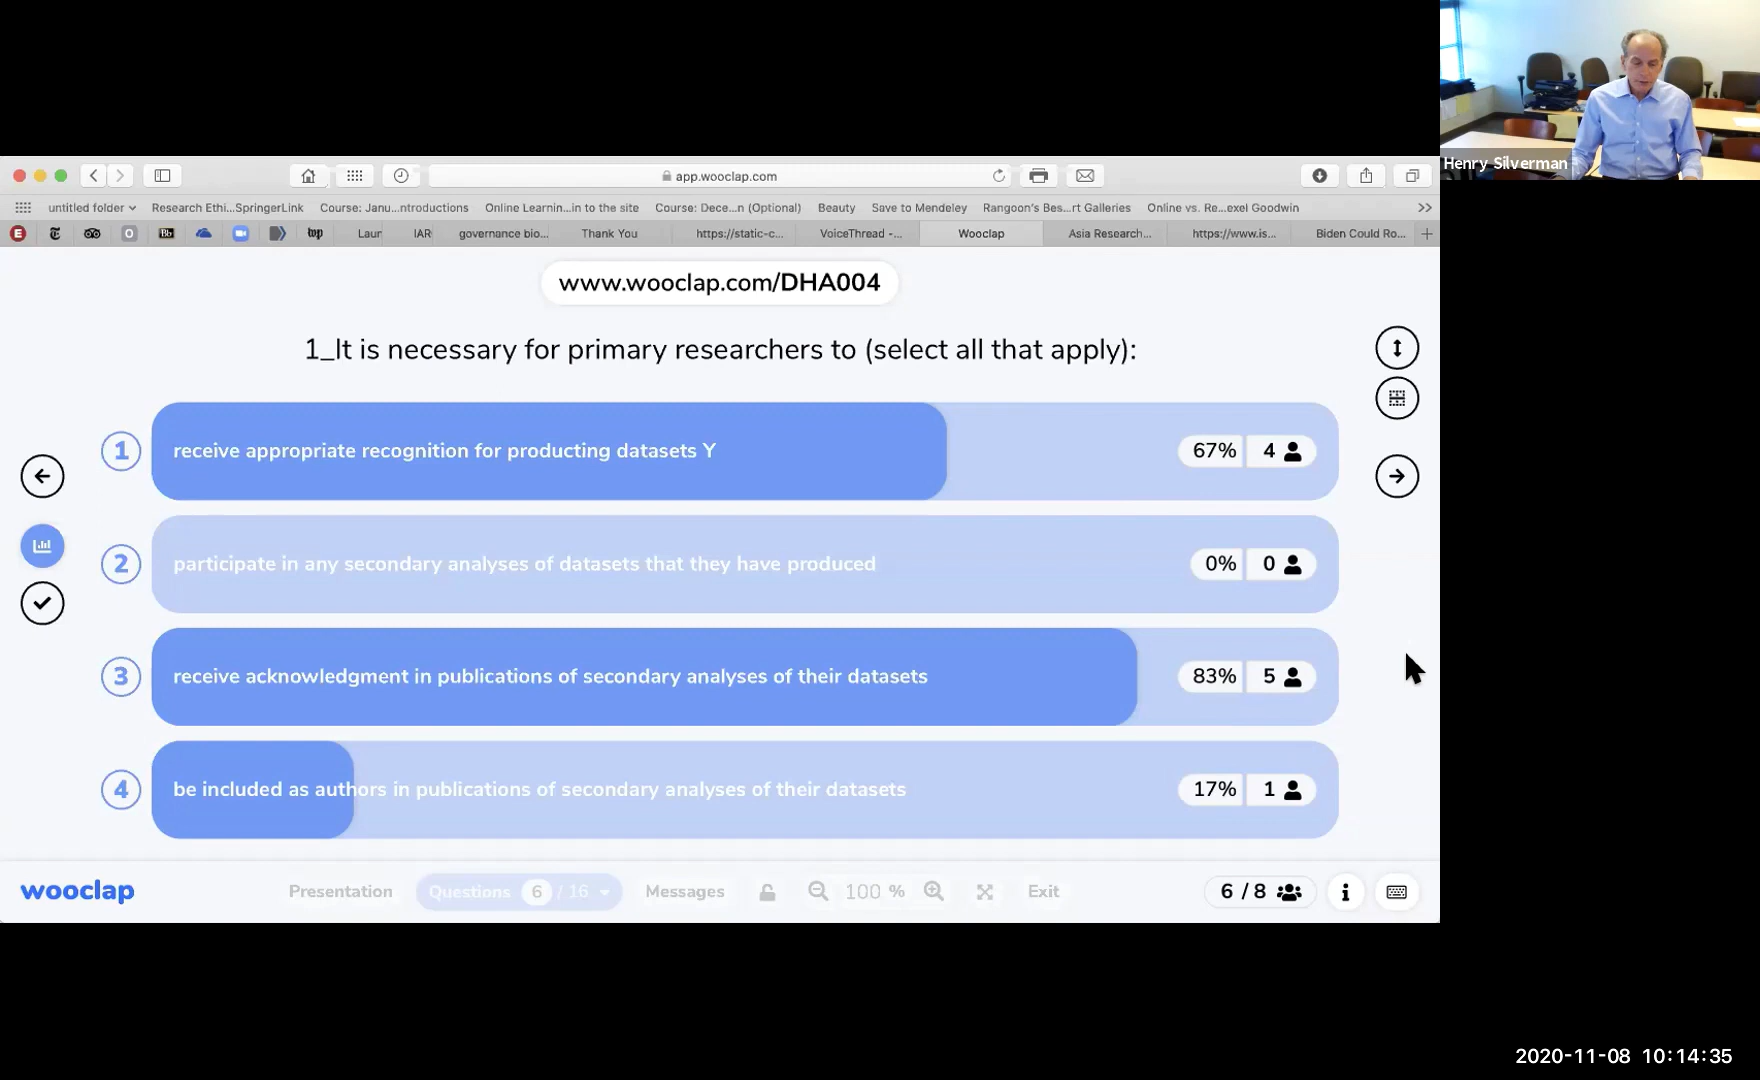 Henry Silverman
app.wooclap.com
untitled folder
Research Ethi...SpringerLink
Course: Janu...ntroductions
Online Learnin...in to the site
Course: Dece...n (Optional)
Beauty
Save to Mendeley
Rangoon's Bes...rt Galleries
Online vs. Re...exel Goodwin
E
O
Bb
wp
Laur
IAR
governance bio...
Thank You
https://static-c...
VoiceThread -...
Wooclap
Asia Research...
https://www.is...
Biden Could Ro...
www.wooclap.com/DHA004
1_It is necessary for primary researchers to (select all that apply):
1 receive appropriate recognition for producting datasets Y 67% 4
2 participate in any secondary analyses of datasets that they have produced 0% 0
3 receive acknowledgment in publications of secondary analyses of their datasets 83% 5
4 be included as authors in publications of secondary analyses of their datasets 17% 1
wooclap
Presentation
Questions 6 / 16
Messages
100 %
Exit
6 / 8
2020-11-08 10:14:35